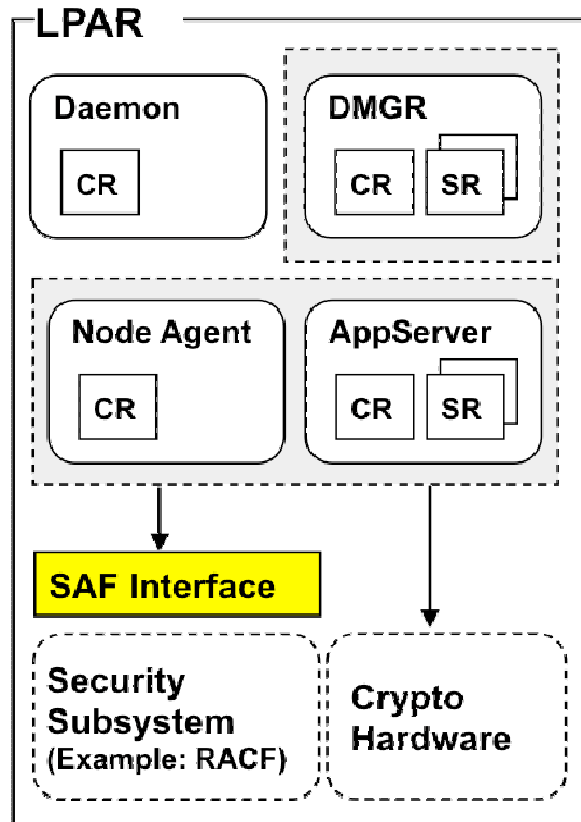 LPAR
Daemon
CR
DMGR
CR
SR
Node Agent
CR
AppServer
CR
SR
SAF Interface
Security
Subsystem
(Example: RACF)
Crypto
Hardware